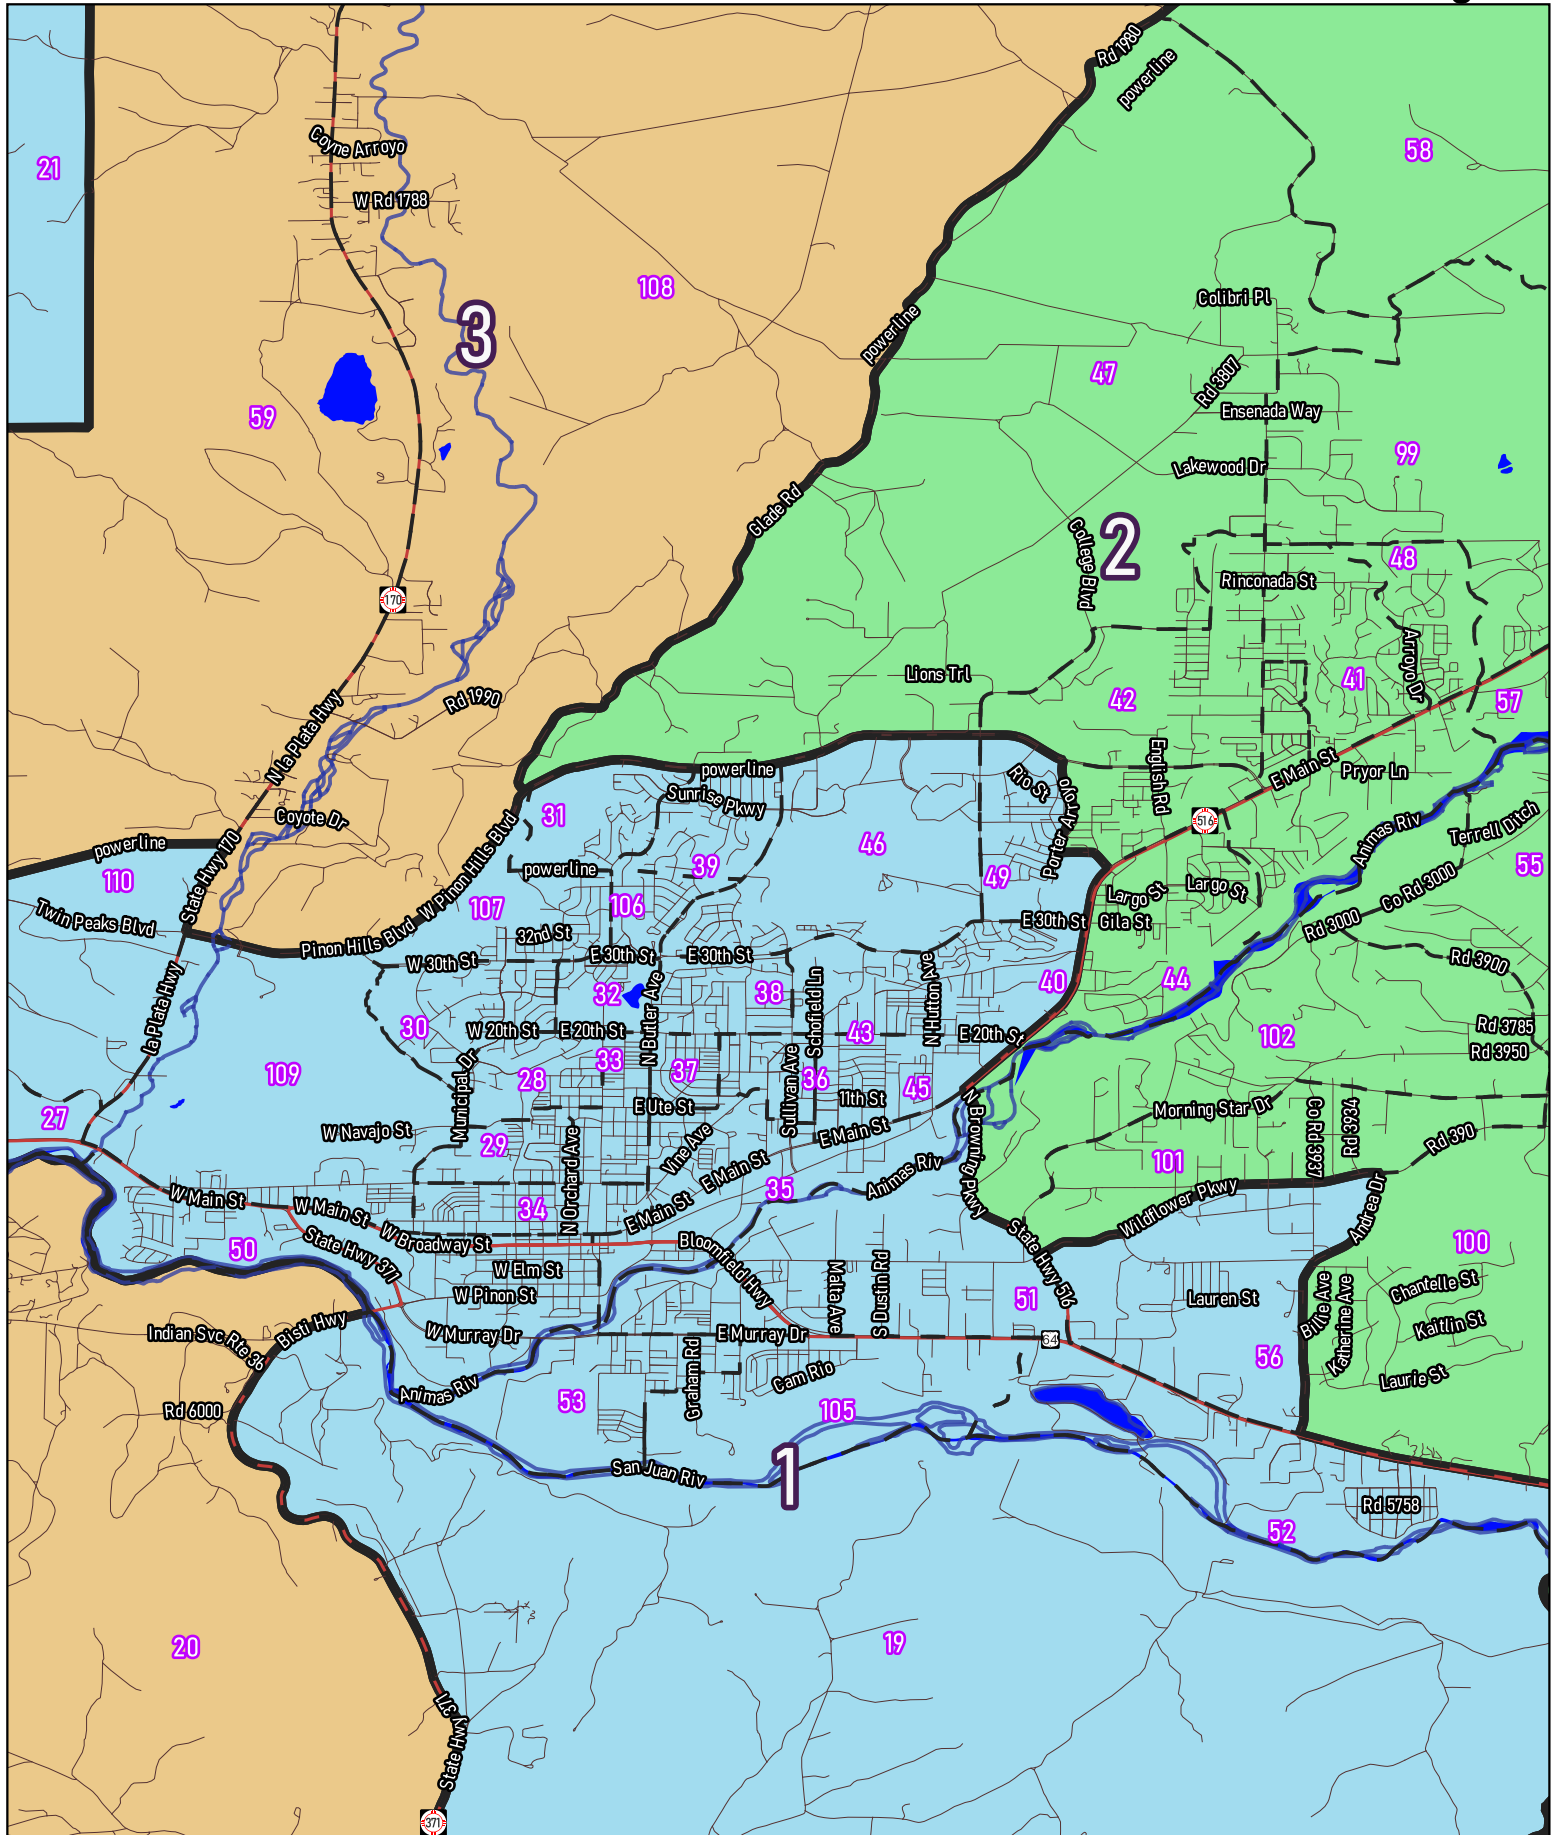 Rd 1980
powerline
Coyne Arroyo
58
21
W Rd 1788
108
Colibri Pl
3
powerline
47
Rd 3807
59
Ensenada Way
99
Lakewood Dr
Glade Rd
College Blvd
2
48
Rinconada St
170
Arroyo Dr
Lions Trl
41
42
57
Rd 1990
N La Plata Hwy
English Rd
E Main St
Pryor Ln
powerline
Rio St
Sunrise Pkwy
Porter Arroyo
31
Coyote Dr
516
Animas Riv
Terrell Ditch
powerline
State Hwy 170
W Pinon Hills Blvd
46
39
powerline
49
55
110
Largo St
Largo St
Co Rd 3000
107
106
Twin Peaks Blvd
E 30th St
Gila St
Rd 3000
32nd St
Pinon Hills Blvd
W 30th St
E 30th St
E 30th St
Rd 3900
La Plata Hwy
32
N Butler Ave
38
Schofield Ln
N Hutton Ave
40
44
30
W 20th St
E 20th St
43
E 20th St
102
Rd 3785
Rd 3950
109
Municipal Dr
28
33
37
Sullivan Ave
36
45
27
E Ute St
11th St
N Browning Pkwy
Morning Star Dr
Co Rd 3937
Rd 3934
Rd 390
W Navajo St
29
N Orchard Ave
Vine Ave
E Main St
E Main St
101
35
Animas Riv
W Main St
W Main St
34
E Main St
Wildflower Pkwy
Andrea Dr
50
State Hwy 371
W Broadway St
Bloomfield Hwy
State Hwy 516
100
W Elm St
Malta Ave
S Dustin Rd
51
W Pinon St
Lauren St
Billie Ave
Katherine Ave
Chantelle St
Indian Svc Rte 36
Bisti Hwy
W Murray Dr
E Murray Dr
64
Kaitlin St
Graham Rd
56
Animas Riv
Cam Rio
Laurie St
Rd 6000
53
105
San Juan Riv
1
Rd 5758
52
20
19
State Hwy 371
371